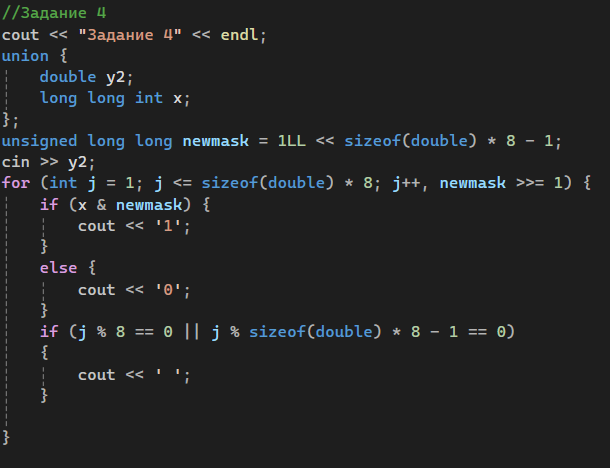 //Задание 4
cout << "Задание 4" << endl;
union {
    double y2;
    long long int x;
};
unsigned long long newmask = 1LL << sizeof(double) * 8 - 1;
cin >> y2;
for (int j = 1; j <= sizeof(double) * 8; j++, newmask >>= 1) {
    if (x & newmask) {
        cout << '1';
    }
    else {
        cout << '0';
    }
    if (j % 8 == 0 || j % sizeof(double) * 8 - 1 == 0)
    {
        cout << ' ';
    }

}